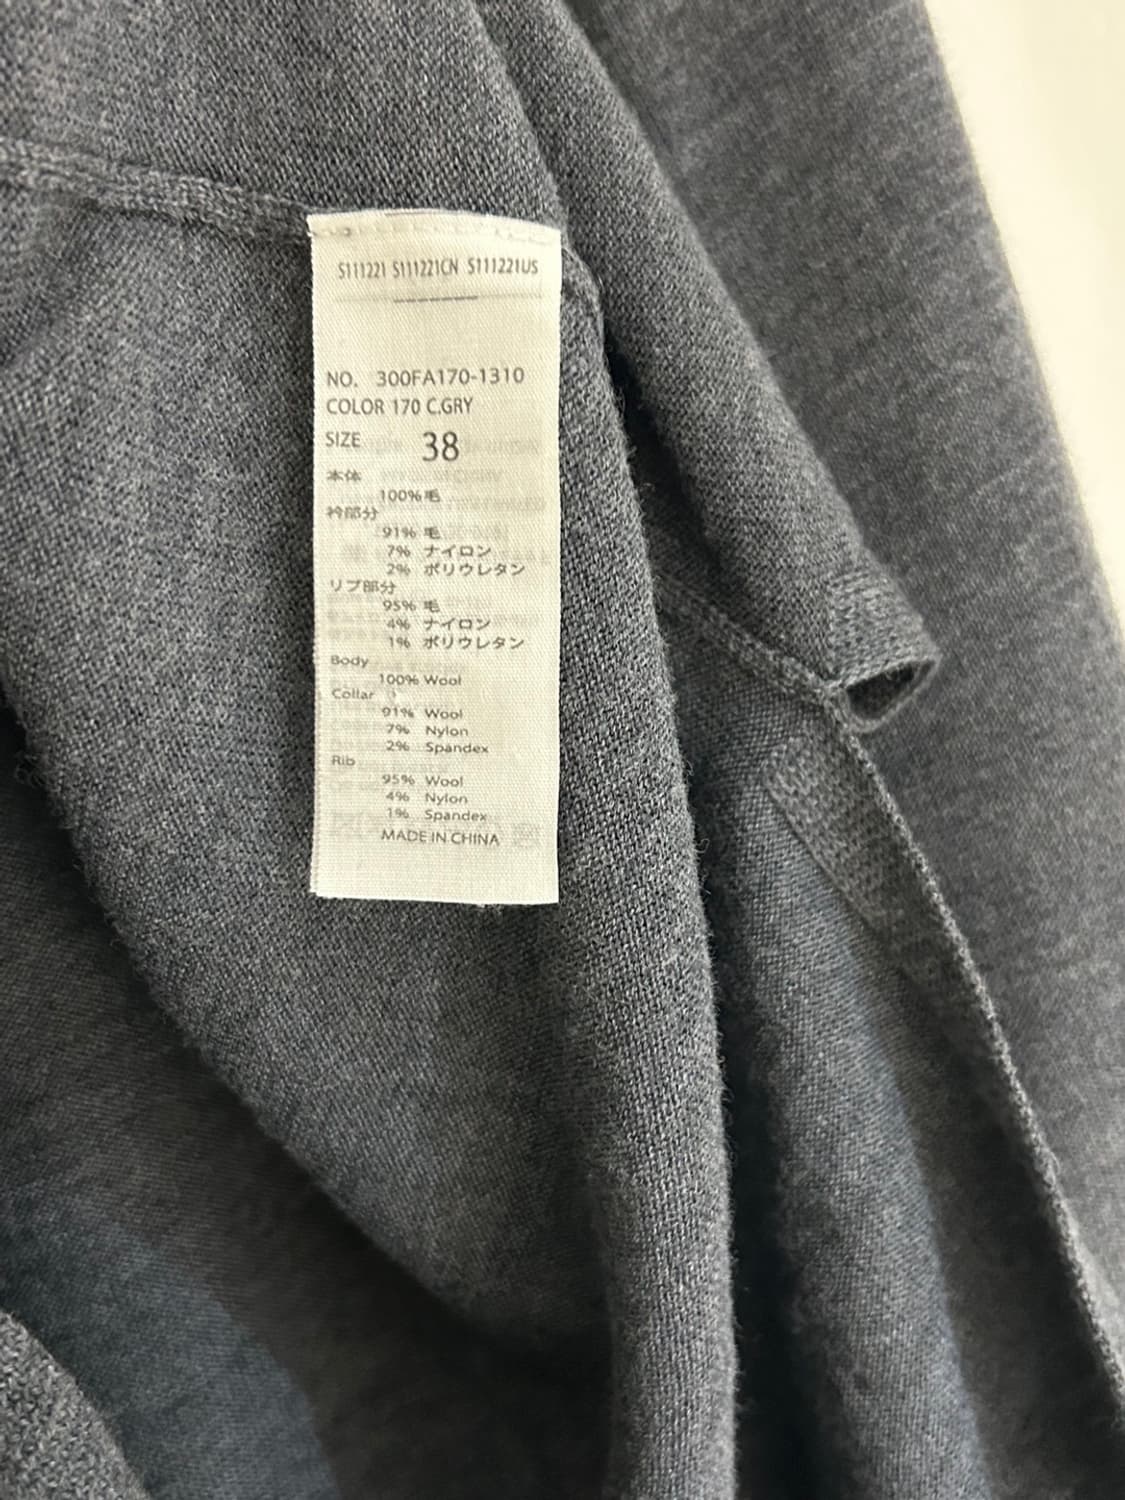 S111221 S111221CN S111221US
NO. 300FA170-1310
COLOR 170 C.GRY
SIZE 38
本体
100% 毛
衿部分
91% 毛
7% ナイロン
2% ポリウレタン
リブ部分
95% 毛
4% ナイロン
1% ポリウレタン
Body
100% Wool
Collar
91% Wool
7% Nylon
2% Spandex
Rib
95% Wool
4% Nylon
1% Spandex
MADE IN CHINA